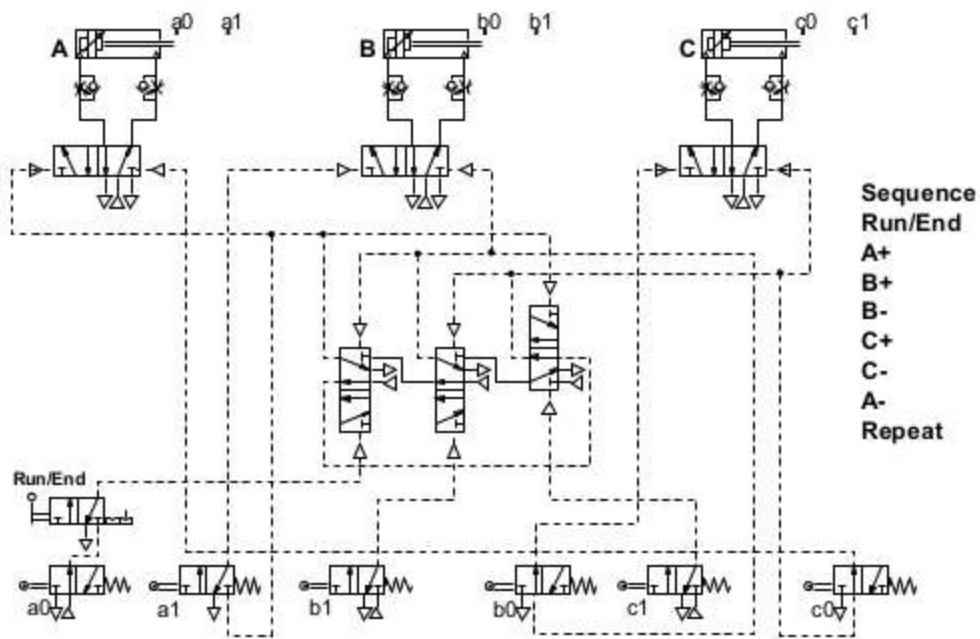 a0 a1 b0 b1 c0 c1
A B C
Sequence
Run/End
A+
B+
B-
C+
C-
A-
Repeat
Run/End
a0 a1 b1 b0 c1 c0